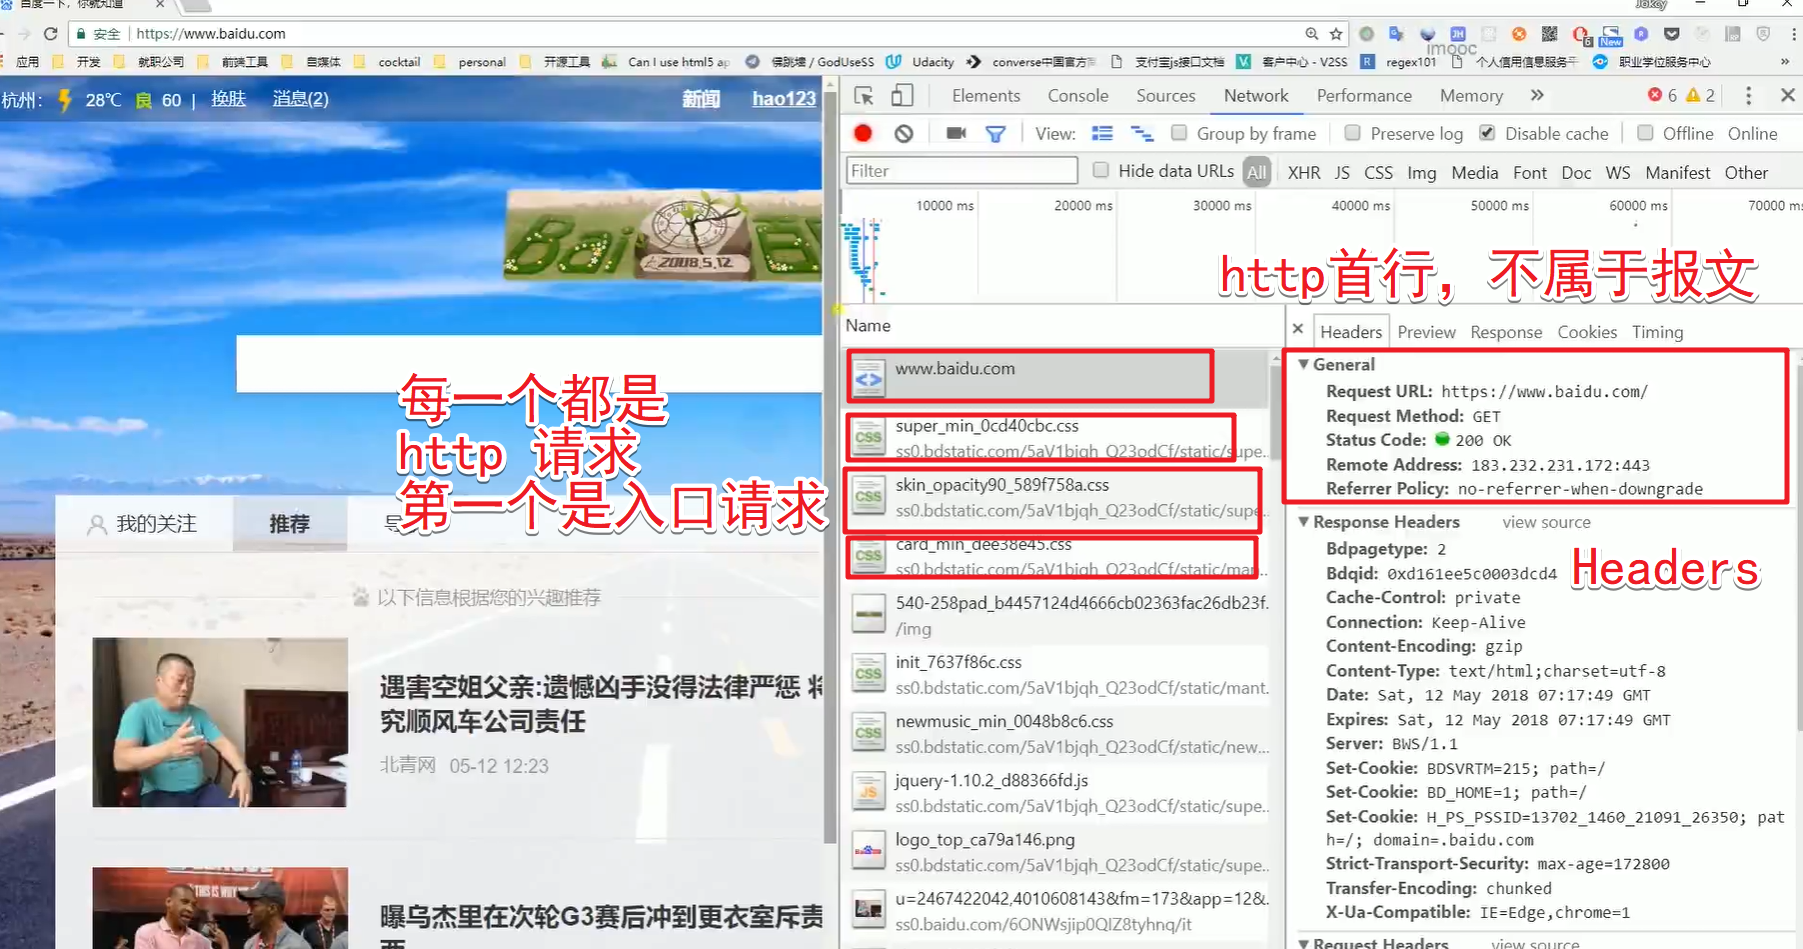 百度一下，你就知道
Jokcy
安全 https://www.baidu.com
New
imooc
应用 开发 就职公司 前端工具 自媒体 cocktail personal 开源工具 Can I use html5 ap 侯跳墙 / GodUseSS Udacity converse中国官方 支付宝js接口文档 客户中心 - V2SS regex101 个人信用信息服务平 职业学位服务中心 »
杭州： 28℃ 良 60 | 换肤 消息(2) 新闻 hao123
Elements Console Sources Network Performance Memory » 6 2
View: Group by frame Preserve log Disable cache Offline Online
Filter Hide data URLs All XHR JS CSS Img Media Font Doc WS Manifest Other
10000 ms 20000 ms 30000 ms 40000 ms 50000 ms 60000 ms 70000 ms
2008.5.12
http首行，不属于报文
每一个都是
http 请求
第一个是入口请求
我的关注 推荐
以下信息根据您的兴趣推荐
遇害空姐父亲:遗憾凶手没得法律严惩
究顺风车公司责任
北青网 05-12 12:23
曝乌杰里在次轮G3赛后冲到更衣室斥责
Name
www.baidu.com
super_min_0cd40cbc.css
ss0.bdstatic.com/5aV1bjqh_Q23odCf/static/supe..
skin_opacity90_589f758a.css
ss0.bdstatic.com/5aV1bjqh_Q23odCf/static/supe...
card_min_dee38e45.css
ss0.bdstatic.com/5aV1bjqh_Q23odCf/static/man...
540-258pad_b4457124d4666cb02363fac26db23f.
/img
init_7637f86c.css
ss0.bdstatic.com/5aV1bjqh_Q23odCf/static/mant.
newmusic_min_0048b8c6.css
ss0.bdstatic.com/5aV1bjqh_Q23odCf/static/new...
jquery-1.10.2_d88366fd.js
ss0.bdstatic.com/5aV1bjqh_Q23odCf/static/supe..
logo_top_ca79a146.png
ss0.bdstatic.com/5aV1bjqh_Q23odCf/static/supe..
u=2467422042,4010608143&fm=173&app=12&.
ss0.baidu.com/6ONWsjip0QIZ8tyhnq/it
Headers Preview Response Cookies Timing
General
Request URL: https://www.baidu.com/
Request Method: GET
Status Code: 200 OK
Remote Address: 183.232.231.172:443
Referrer Policy: no-referrer-when-downgrade
Response Headers view source
Headers
Bdpagetype: 2
Bdqid: 0xd161ee5c0003dcd4
Cache-Control: private
Connection: Keep-Alive
Content-Encoding: gzip
Content-Type: text/html;charset=utf-8
Date: Sat, 12 May 2018 07:17:49 GMT
Expires: Sat, 12 May 2018 07:17:49 GMT
Server: BWS/1.1
Set-Cookie: BDSVRTM=215; path=/
Set-Cookie: BD_HOME=1; path=/
Set-Cookie: H_PS_PSSID=13702_1460_21091_26350; pat
h=/; domain=.baidu.com
Strict-Transport-Security: max-age=172800
Transfer-Encoding: chunked
X-Ua-Compatible: IE=Edge,chrome=1
Request Headers view source